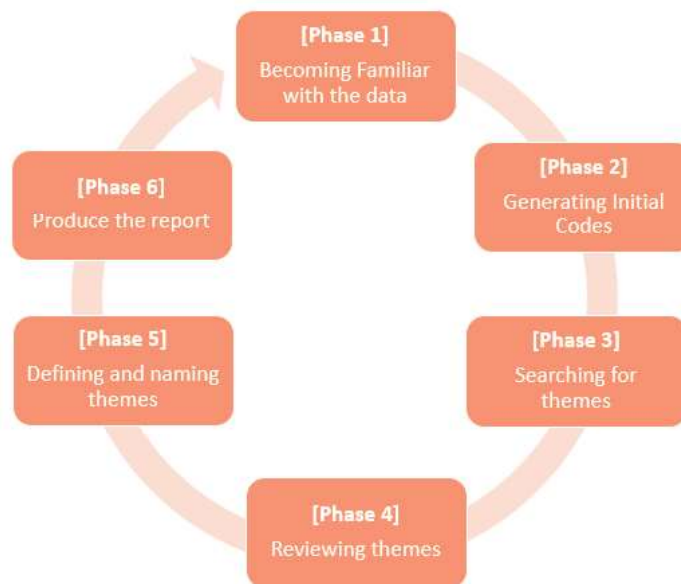 [Phase 1]
Becoming Familiar
with the data
[Phase 2]
Generating Initial
Codes
[Phase 3]
Searching for
themes
[Phase 4]
Reviewing themes
[Phase 5]
Defining and naming
themes
[Phase 6]
Produce the report